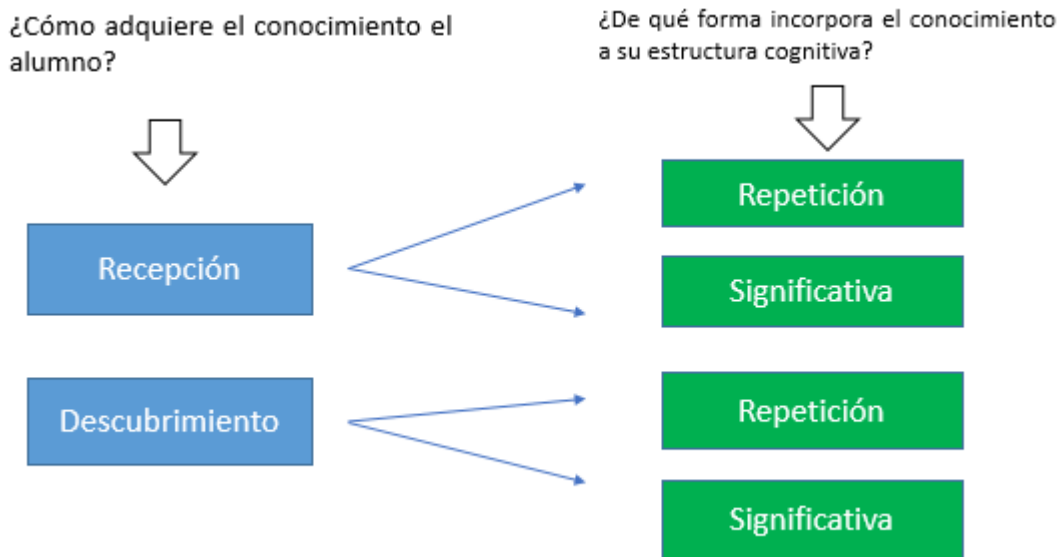 ¿Cómo adquiere el conocimiento el
alumno?
¿De qué forma incorpora el conocimiento
a su estructura cognitiva?
Recepción
Repetición
Significativa
Descubrimiento
Repetición
Significativa